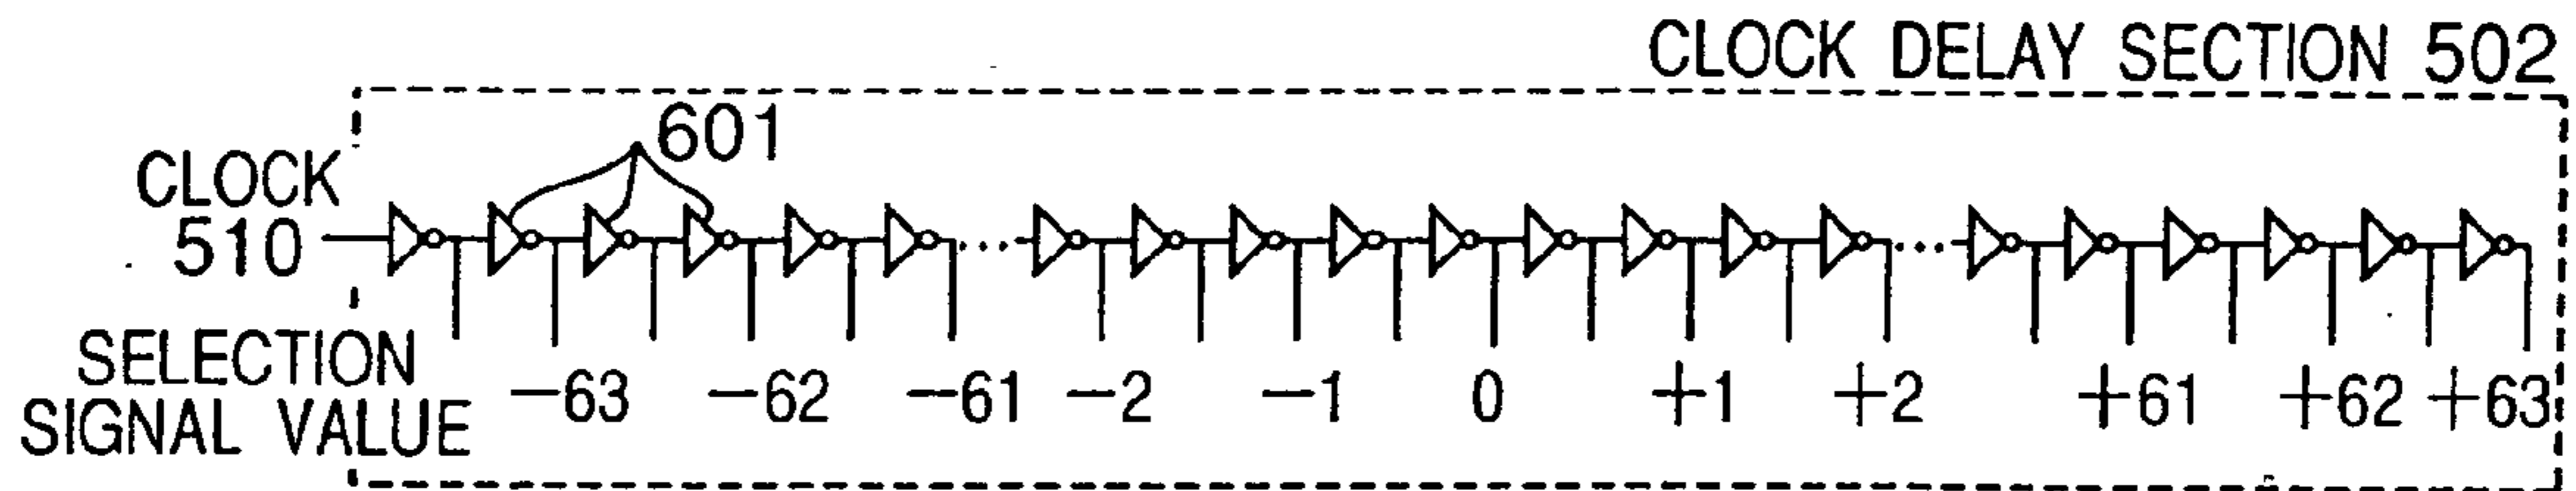 CLOCK DELAY SECTION 502
601
CLOCK
510
SELECTION
SIGNAL VALUE
−63 −62 −61 −2 −1 0 +1 +2 +61 +62 +63